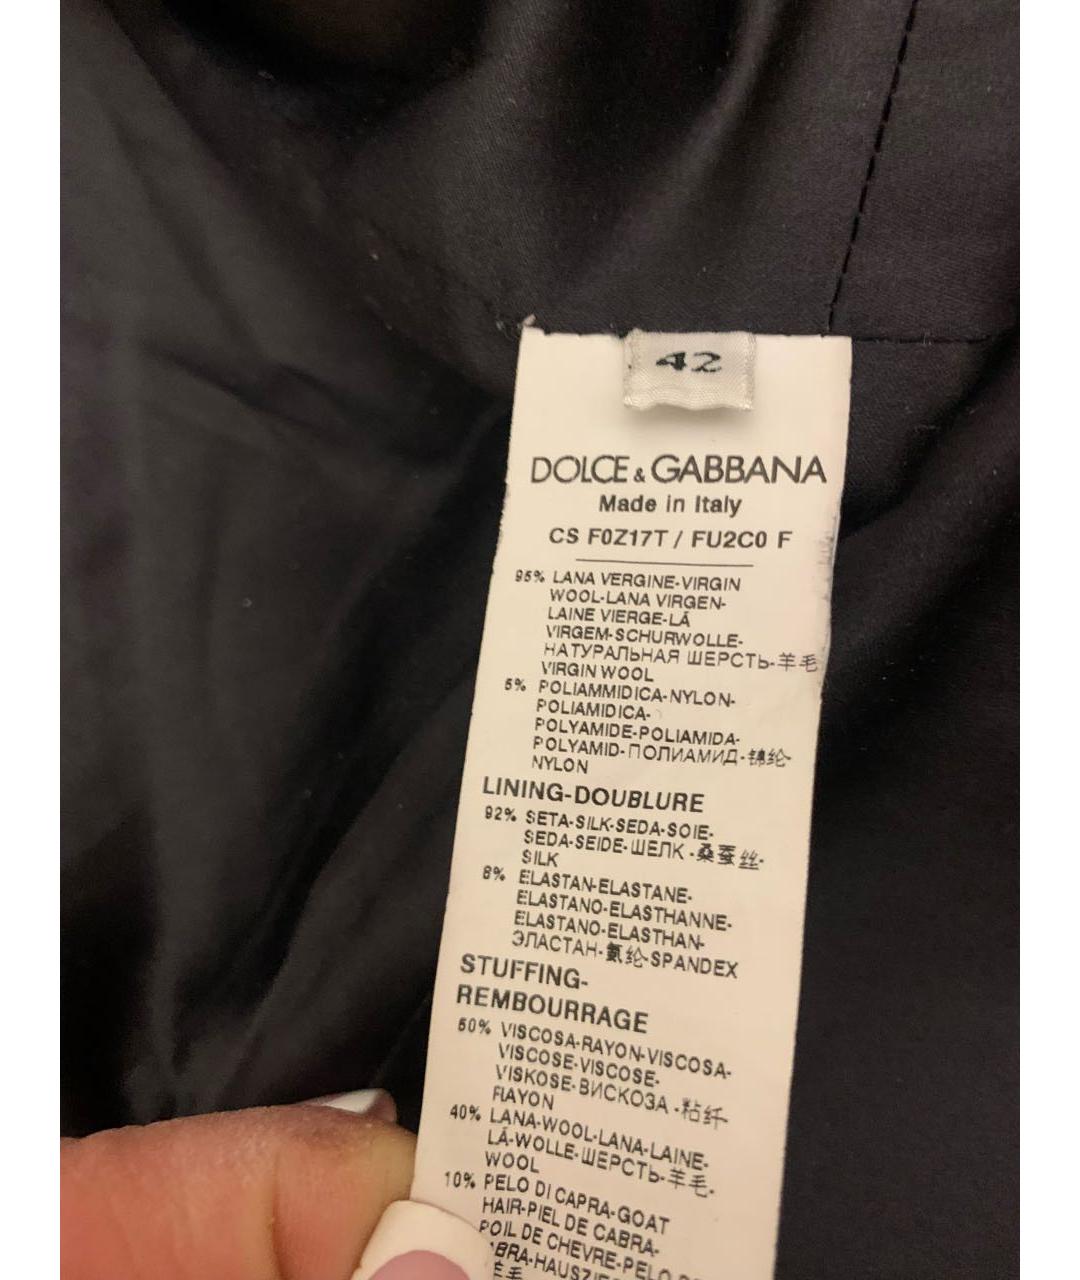 42
DOLCE & GABBANA
Made in Italy
CS F0Z17T / FU2C0 F
95% LANA VERGINE-VIRGIN
WOOL-LANA VIRGEN-
LAINE VIERGE-LÃ
VIRGEM-SCHURWOLLE-
НАТУРАЛЬНАЯ ШЕРСТЬ-羊毛
VIRGIN WOOL
5% POLIAMMIDICA-NYLON-
POLIAMIDICA-
POLYAMIDE-POLIAMIDA-
POLYAMID-ПОЛИАМИД-锦纶-
NYLON
LINING-DOUBLURE
92% SETA-SILK-SEDA-SOIE-
SEDA-SEIDE-ШЕЛК-桑蚕丝-
SILK
8% ELASTAN-ELASTANE-
ELASTANO-ELASTHANNE-
ELASTANO-ELASTHAN-
ЭЛАСТАН-氨纶-SPANDEX
STUFFING-
REMBOURRAGE
50% VISCOSA-RAYON-VISCOSA-
VISCOSE-VISCOSE-
VISKOSE-ВИСКОЗА-粘纤-
RAYON
40% LANA-WOOL-LANA-LAINE-
LÃ-WOLLE-ШЕРСТЬ-羊毛-
WOOL
10% PELO DI CAPRA-GOAT
HAIR-PIEL DE CABRA-
POIL DE CHEVRE-PELO